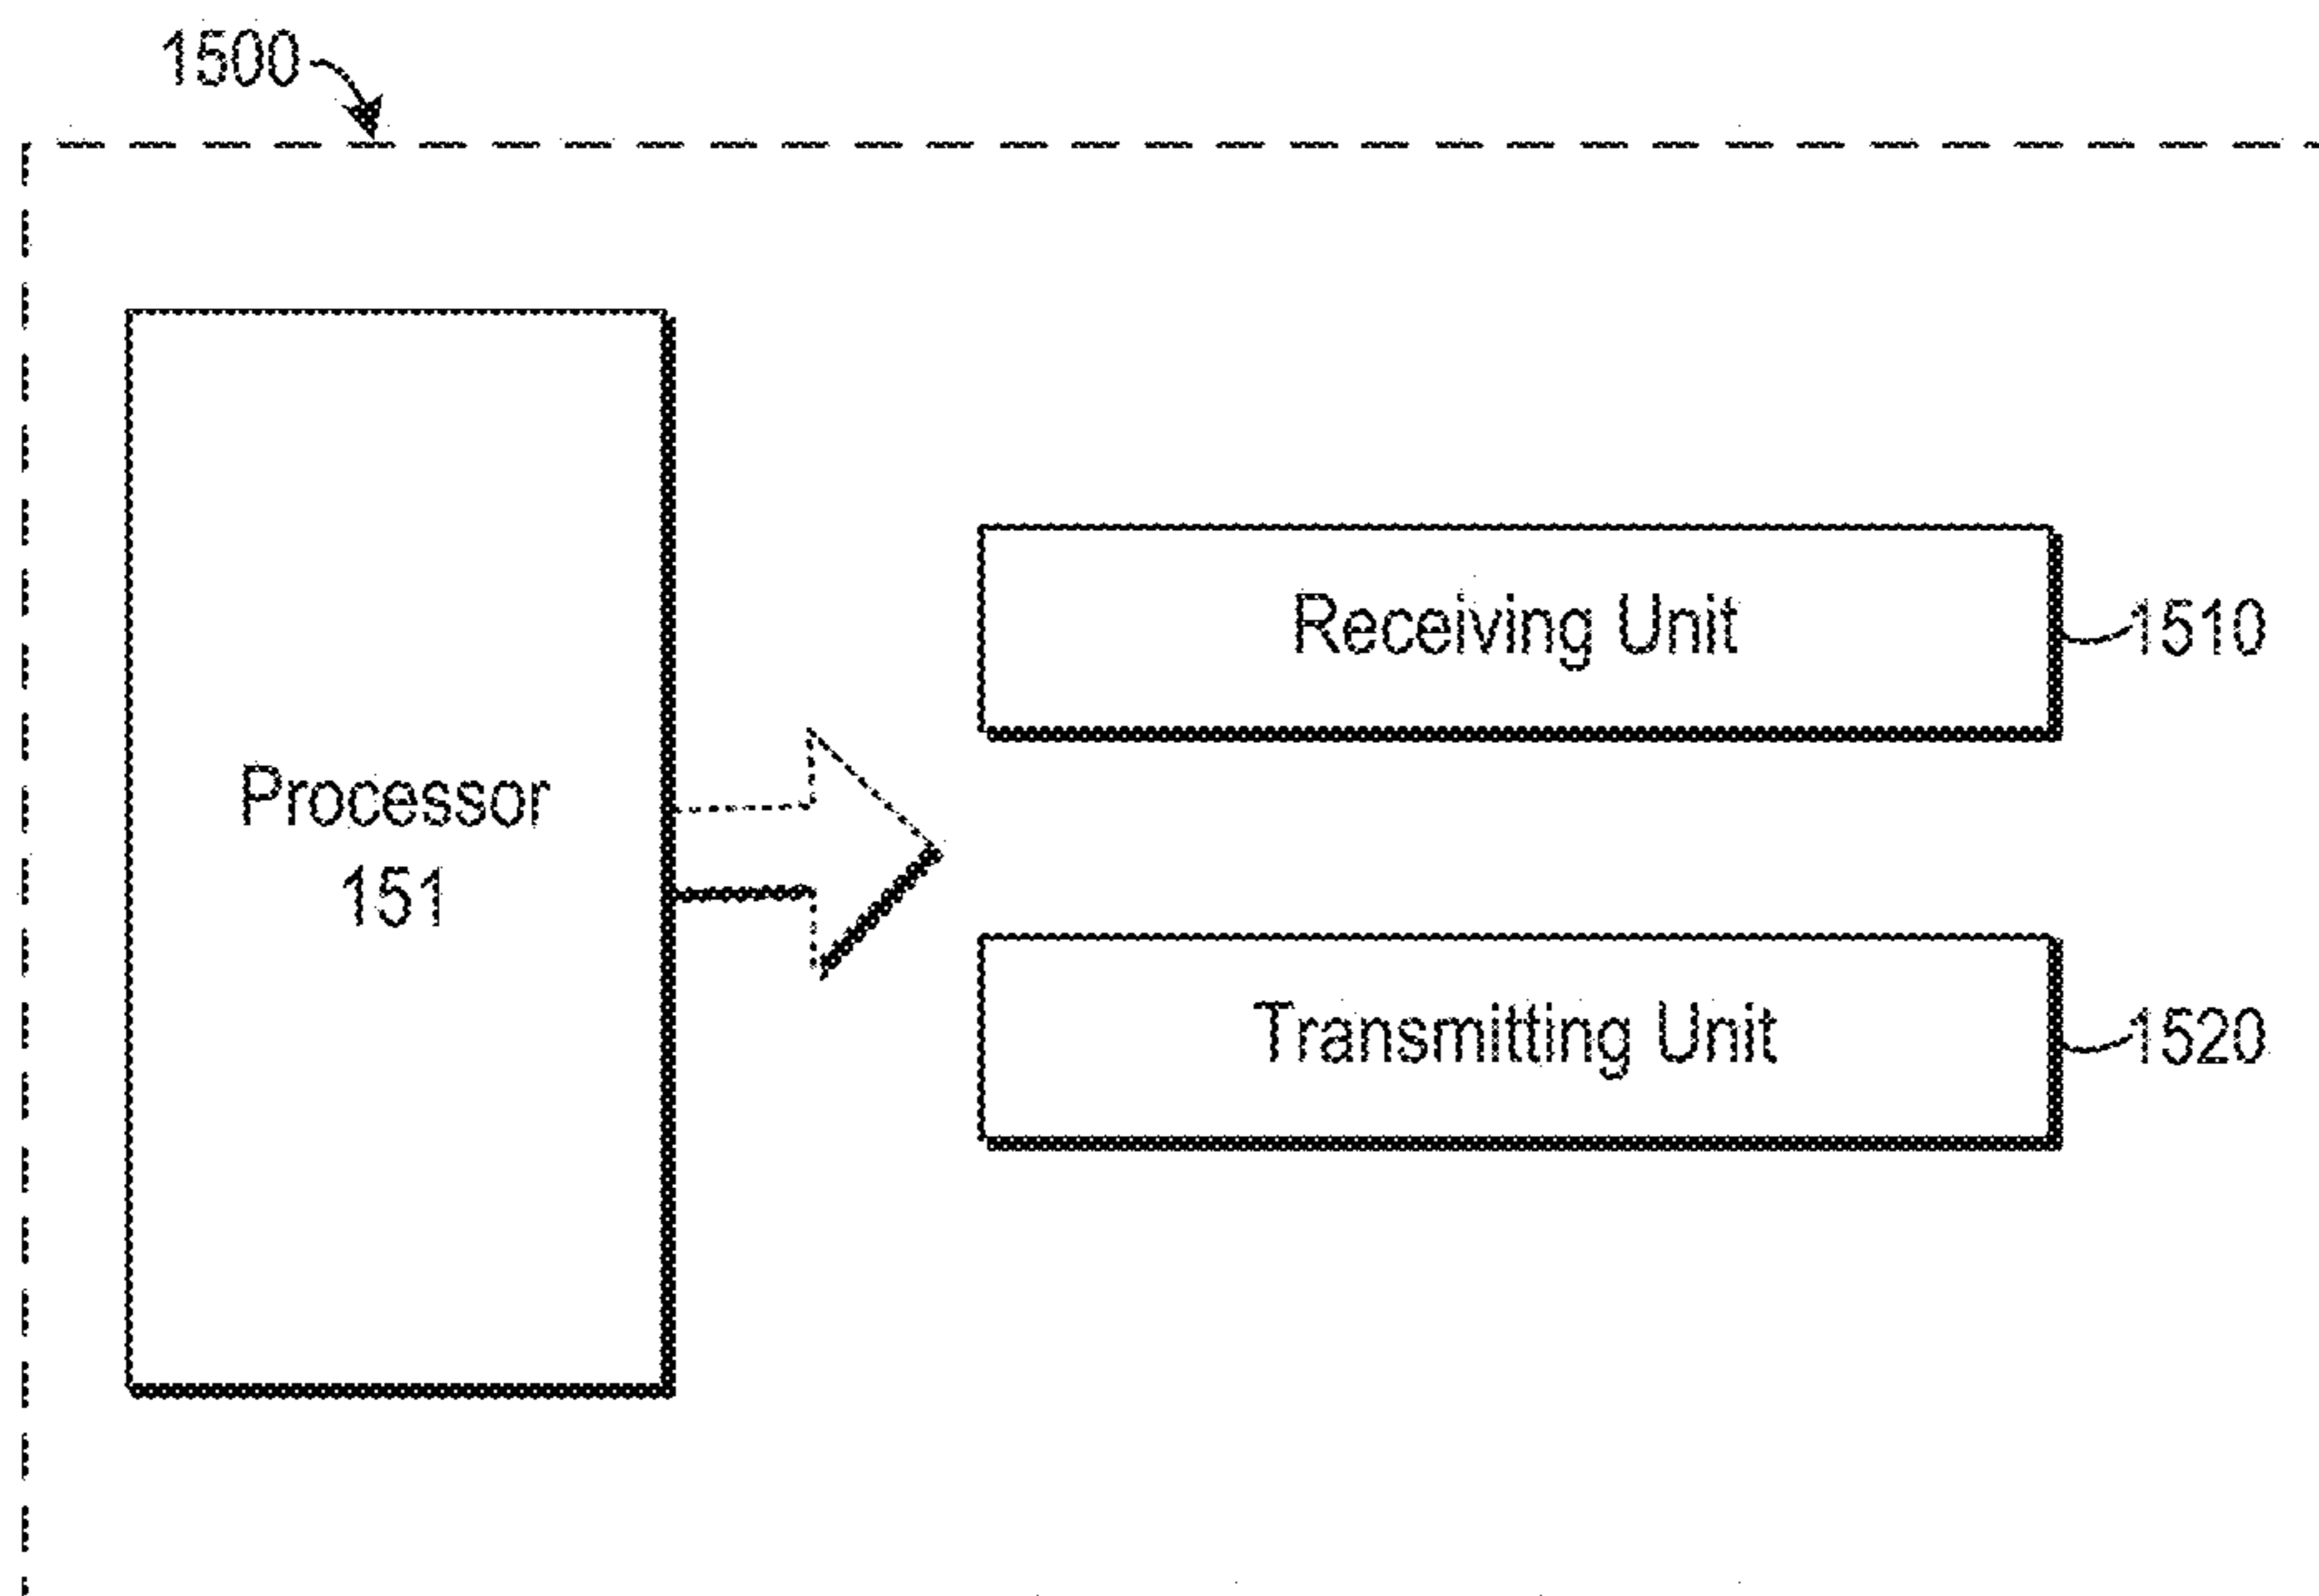 1500
Receiving Unit
1510
Processor
151
Transmitting Unit
1520